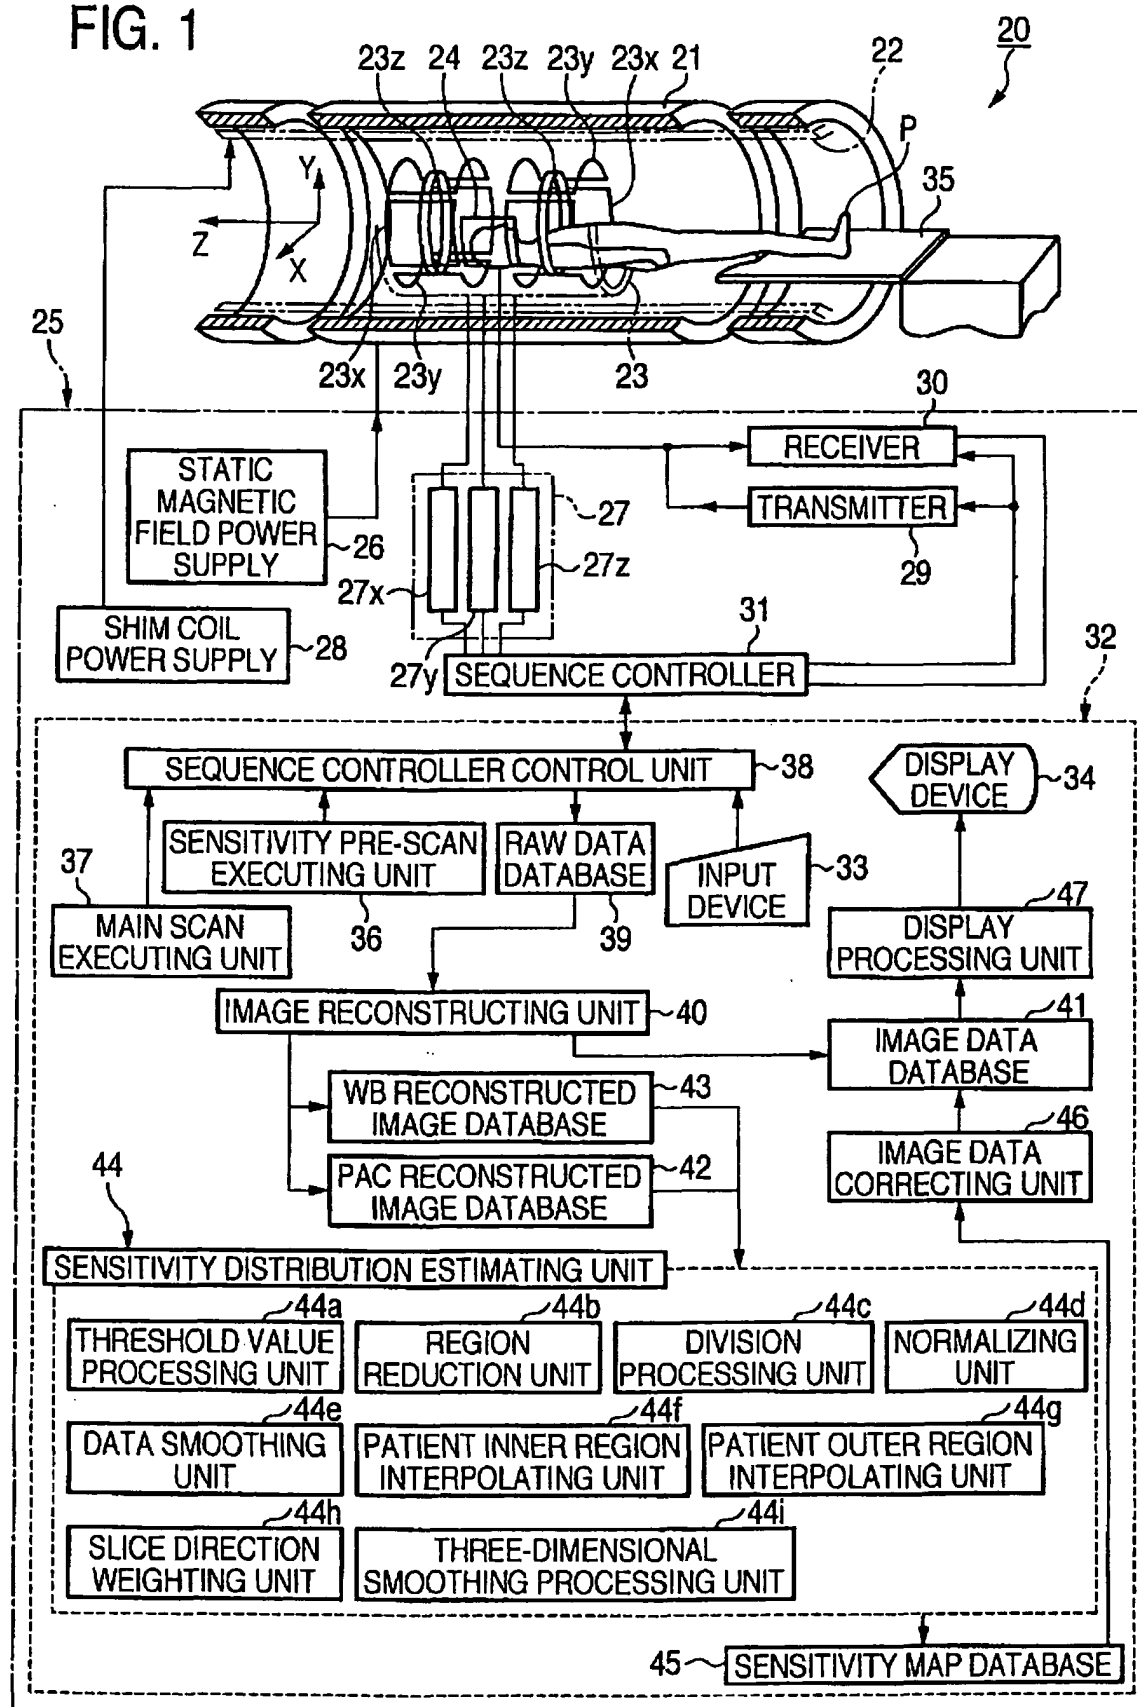 FIG. 1
20
23z 24 23z 23y 23x 21 22
P
35
Y
Z
X
25
23x 23y 23
30
RECEIVER
STATIC
MAGNETIC
FIELD POWER
SUPPLY
26
27
TRANSMITTER
29
27x
27z
SHIM COIL
POWER SUPPLY
28
27y
31
SEQUENCE CONTROLLER
32
SEQUENCE CONTROLLER CONTROL UNIT
38
DISPLAY
DEVICE
34
SENSITIVITY PRE-SCAN
EXECUTING UNIT
36
RAW DATA
DATABASE
39
INPUT
DEVICE
33
37
MAIN SCAN
EXECUTING UNIT
47
DISPLAY
PROCESSING UNIT
IMAGE RECONSTRUCTING UNIT
40
41
IMAGE DATA
DATABASE
WB RECONSTRUCTED
IMAGE DATABASE
43
46
IMAGE DATA
CORRECTING UNIT
PAC RECONSTRUCTED
IMAGE DATABASE
42
44
SENSITIVITY DISTRIBUTION ESTIMATING UNIT
44a
THRESHOLD VALUE
PROCESSING UNIT
44b
REGION
REDUCTION UNIT
44c
DIVISION
PROCESSING UNIT
44d
NORMALIZING
UNIT
44e
DATA SMOOTHING
UNIT
44f
PATIENT INNER REGION
INTERPOLATING UNIT
44g
PATIENT OUTER REGION
INTERPOLATING UNIT
44h
SLICE DIRECTION
WEIGHTING UNIT
44i
THREE-DIMENSIONAL
SMOOTHING PROCESSING UNIT
45
SENSITIVITY MAP DATABASE